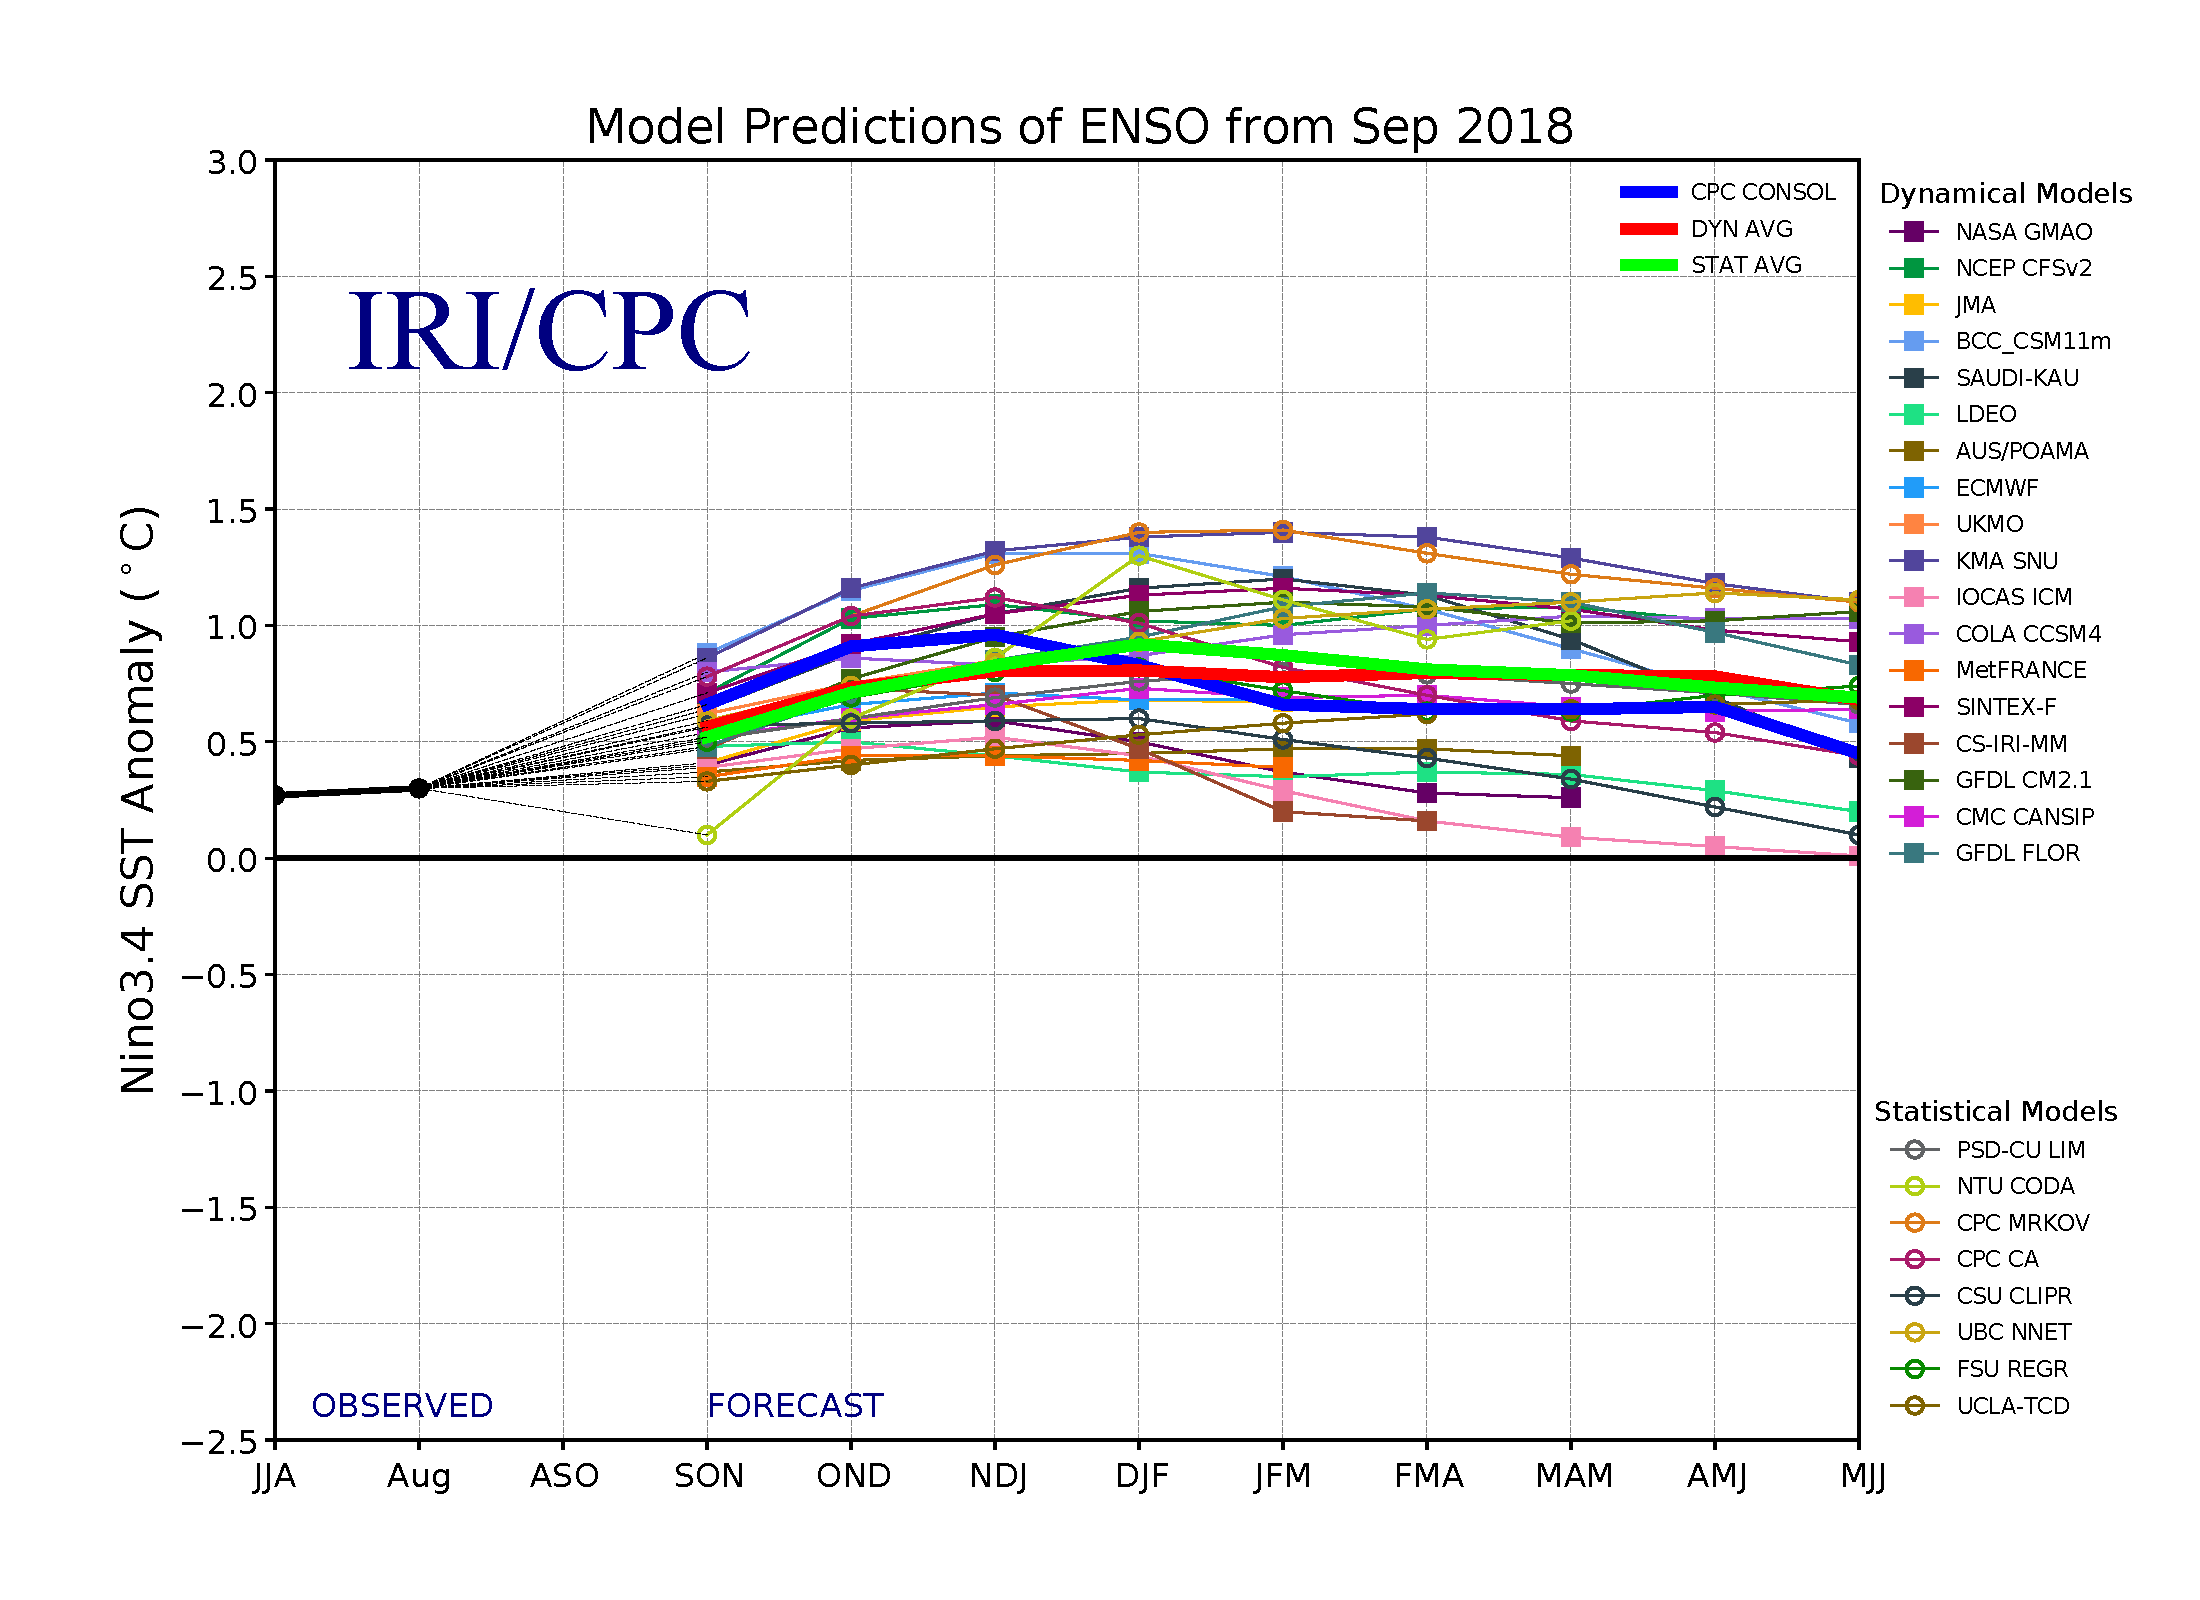 Model Predictions of ENSO from Sep 2018
3.0
2.5
2.0
1.5
1.0
0.5
0.0
−0.5
−1.0
−1.5
−2.0
−2.5
Nino3.4 SST Anomaly (°C)
IRI/CPC
CPC CONSOL
DYN AVG
STAT AVG
OBSERVED
FORECAST
JJA Aug ASO SON OND NDJ DJF JFM FMA MAM AMJ MJJ
Dynamical Models
NASA GMAO
NCEP CFSv2
JMA
BCC_CSM11m
SAUDI-KAU
LDEO
AUS/POAMA
ECMWF
UKMO
KMA SNU
IOCAS ICM
COLA CCSM4
MetFRANCE
SINTEX-F
CS-IRI-MM
GFDL CM2.1
CMC CANSIP
GFDL FLOR
Statistical Models
PSD-CU LIM
NTU CODA
CPC MRKOV
CPC CA
CSU CLIPR
UBC NNET
FSU REGR
UCLA-TCD